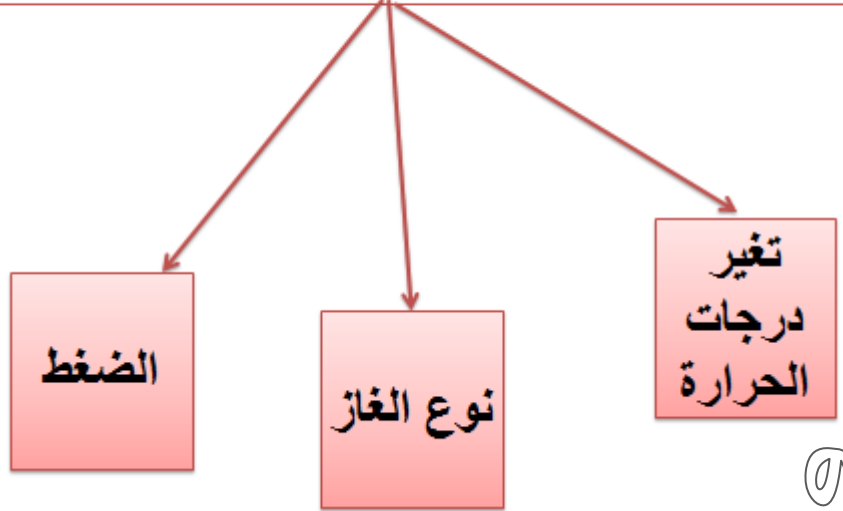 تغير
درجات
الحرارة
نوع الغاز
الضغط